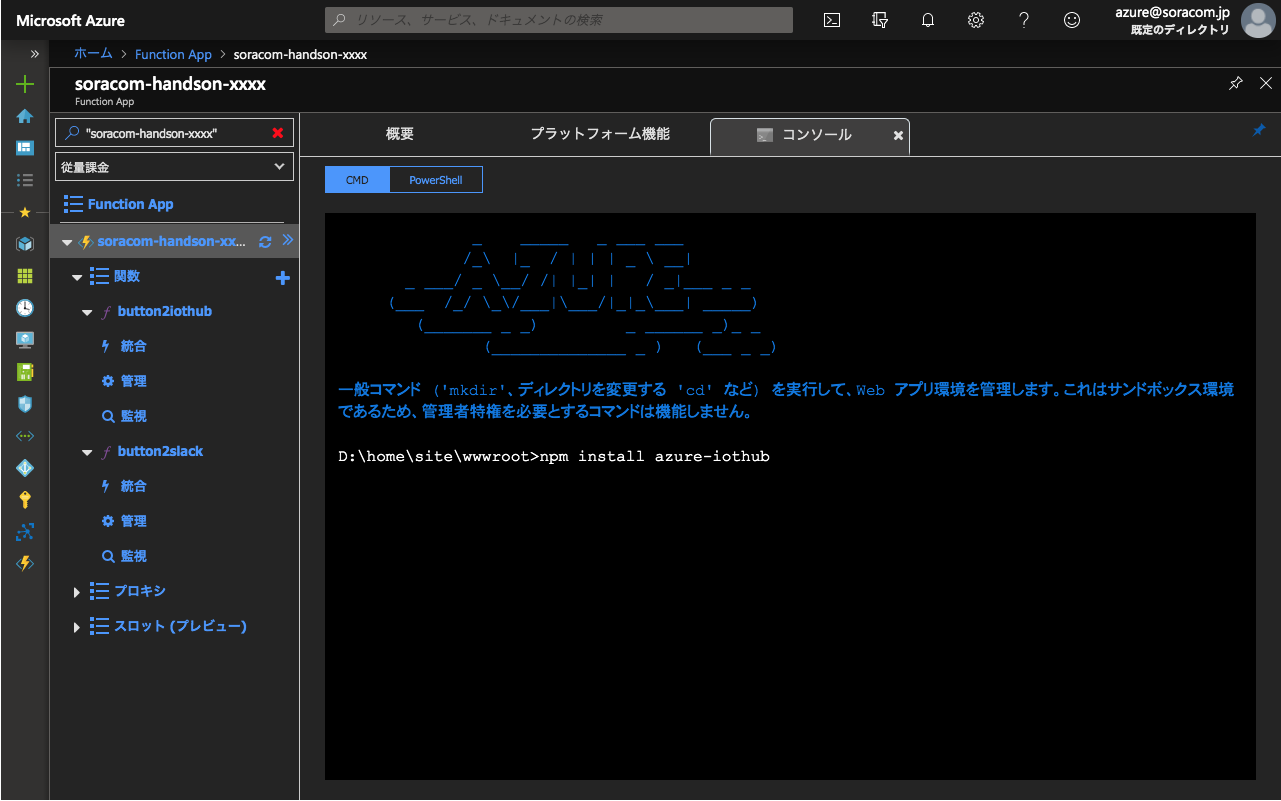 Microsoft Azure
リソース、サービス、ドキュメントの検索
azure@soracom.jp
既定のディレクトリ
ホーム > Function App > soracom-handson-xxxx
soracom-handson-xxxx
Function App
"soracom-handson-xxxx"
従量課金
Function App
soracom-handson-xx...
関数
button2iothub
統合
管理
監視
button2slack
統合
管理
監視
プロキシ
スロット (プレビュー)
概要
プラットフォーム機能
コンソール
CMD
PowerShell
AZURE
一般コマンド ('mkdir'、ディレクトリを変更する 'cd' など) を実行して、Web アプリ環境を管理します。これはサンドボックス環境
であるため、管理者特権を必要とするコマンドは機能しません。
D:\home\site\wwwroot>npm install azure-iothub